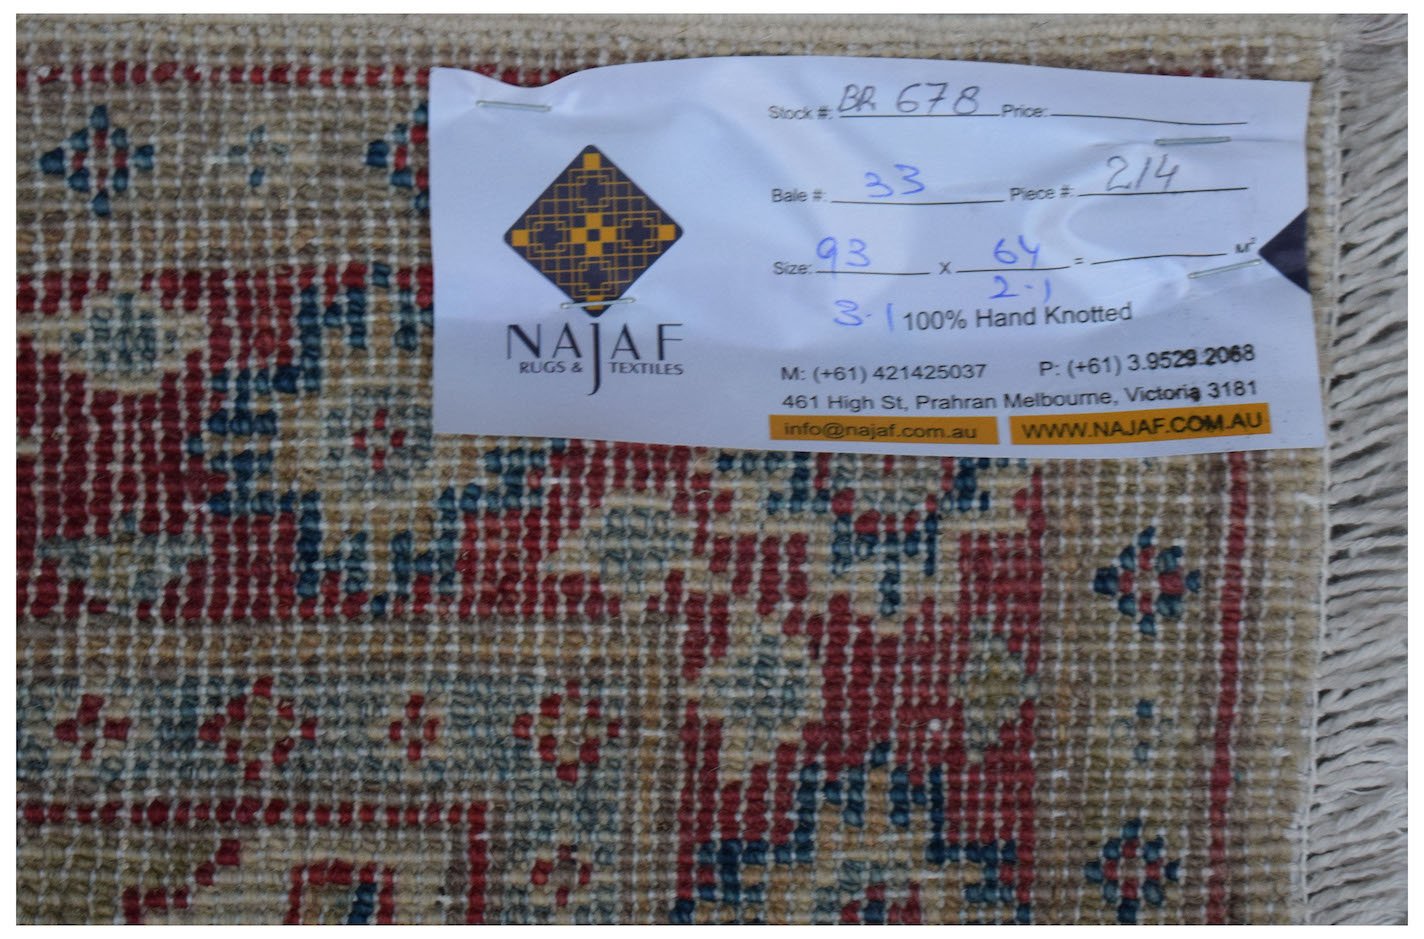 Stock #: BR 678 Price:
Bale #: 33 Piece #: 214
Size: 93 X 64 = M²
3.1 2.1
100% Hand Knotted
NAJAF
RUGS & TEXTILES
M: (+61) 421425037 P: (+61) 3.9529 2068
461 High St, Prahran Melbourne, Victoria 3181
info@najaf.com.au WWW.NAJAF.COM.AU